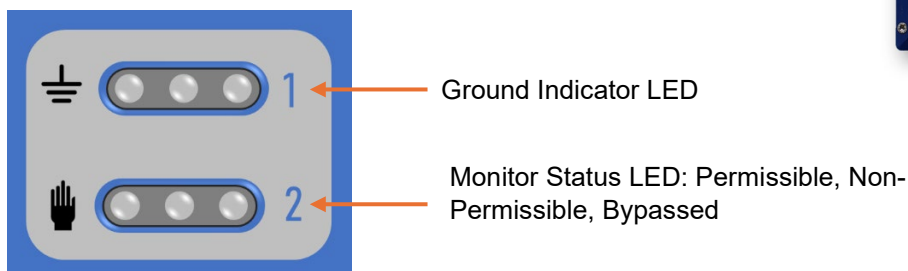 1
Ground Indicator LED
2
Monitor Status LED: Permissible, Non-
Permissible, Bypassed